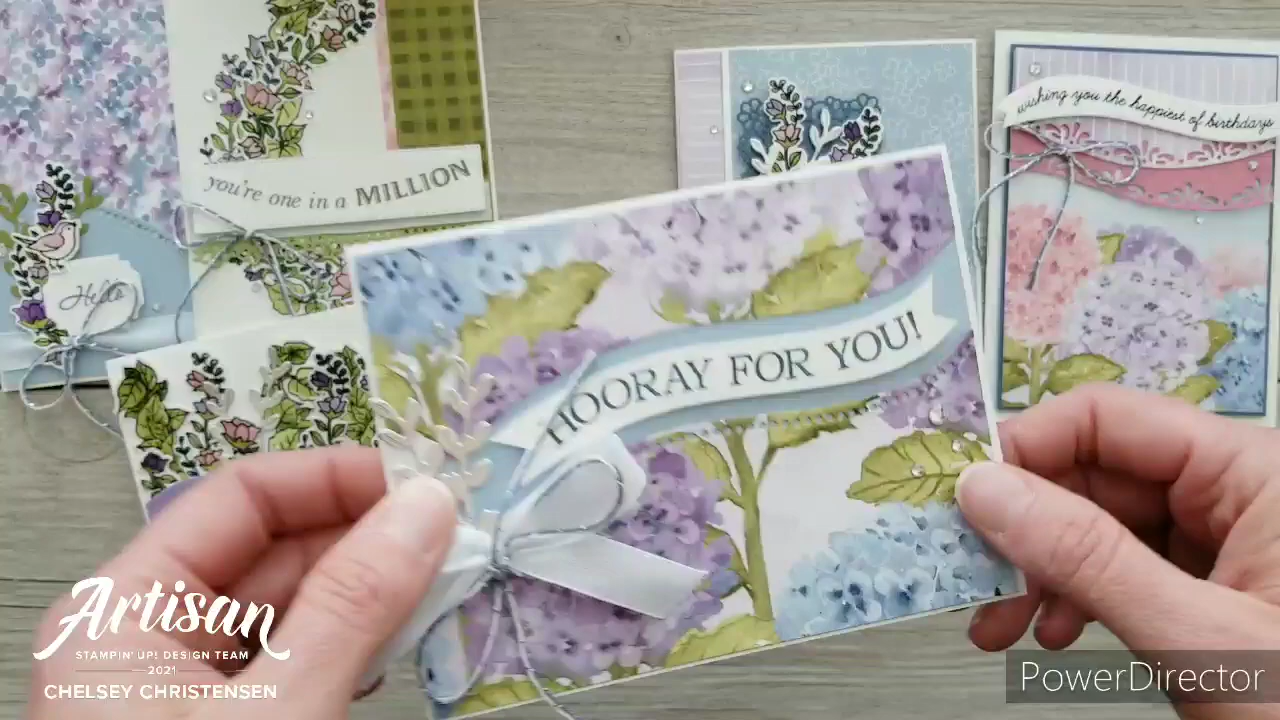 you're one in a MILLION
wishing you the happiest of birthdays
Hello
HOORAY FOR YOU!
Artisan
STAMPIN' UP! DESIGN TEAM
2021
CHELSEY CHRISTENSEN
PowerDirector